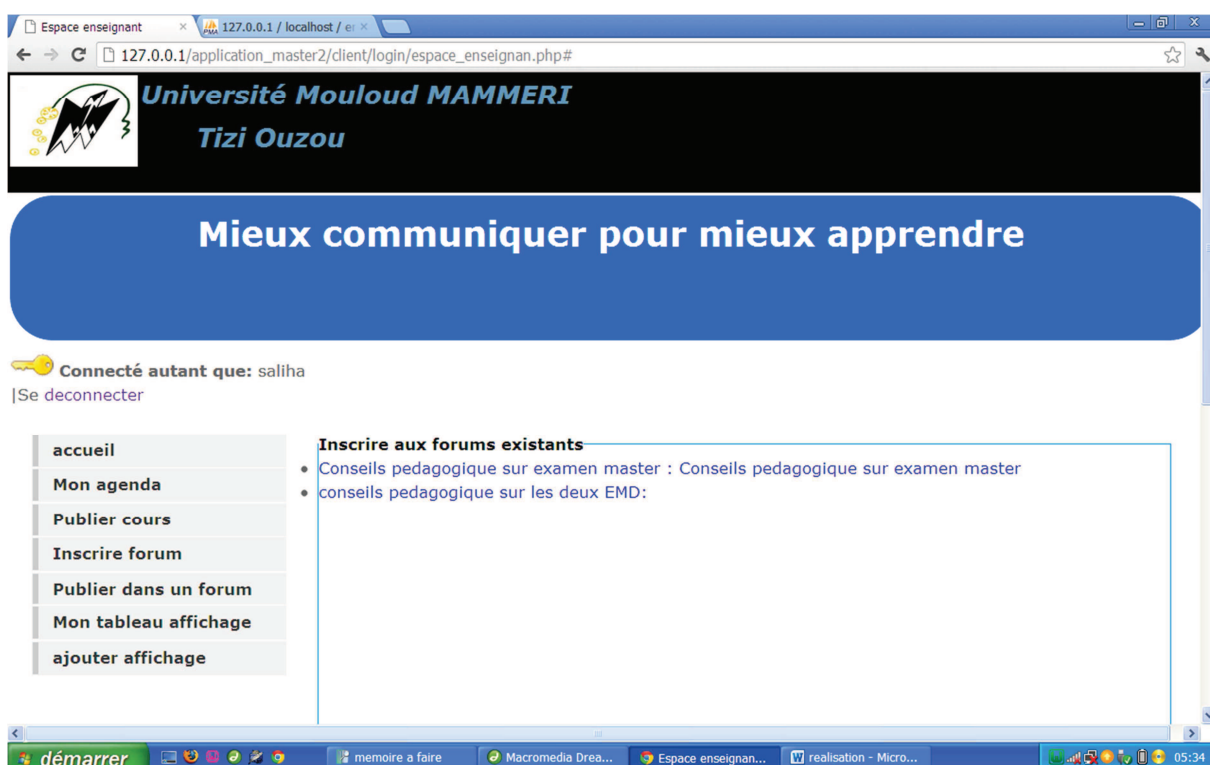 Espace enseignant
127.0.0.1 / localhost / er
127.0.0.1/application_master2/client/login/espace_enseignan.php#
Université Mouloud MAMMERI
Tizi Ouzou
Mieux communiquer pour mieux apprendre
Connecté autant que: saliha
|Se deconnecter
accueil
Mon agenda
Publier cours
Inscrire forum
Publier dans un forum
Mon tableau affichage
ajouter affichage
Inscrire aux forums existants
Conseils pedagogique sur examen master : Conseils pedagogique sur examen master
conseils pedagogique sur les deux EMD:
démarrer
memoire a faire
Macromedia Drea...
Espace enseignan...
realisation - Micro...
05:34